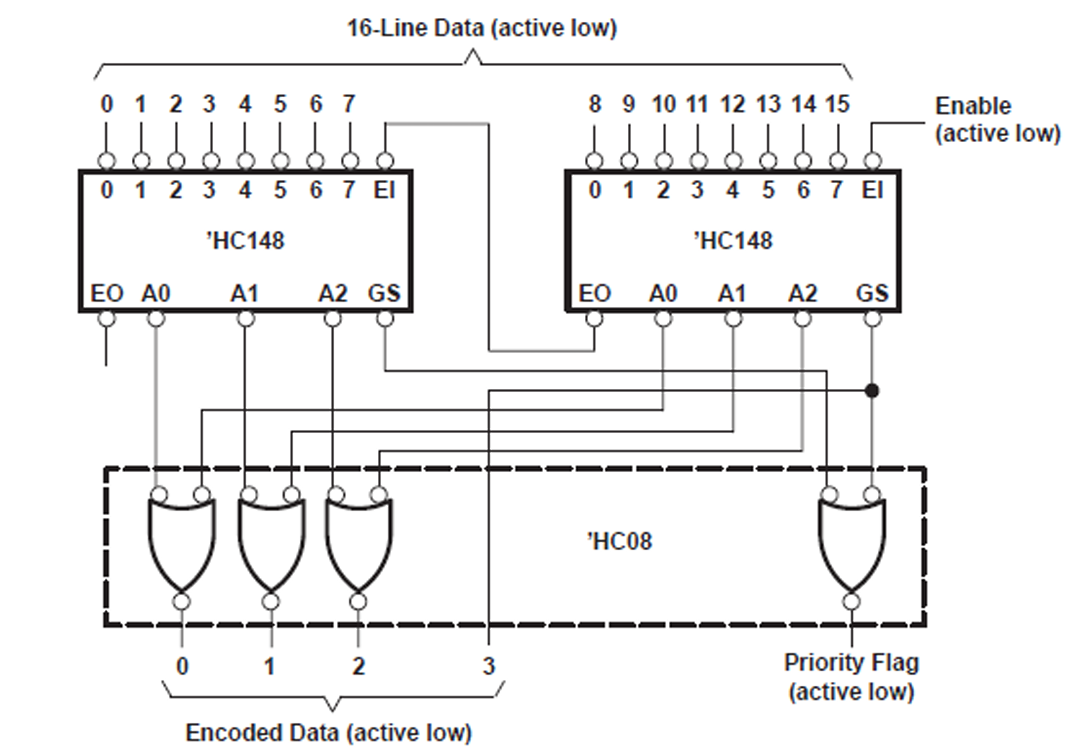 16-Line Data (active low)
0 1 2 3 4 5 6 7
8 9 10 11 12 13 14 15
Enable
(active low)
0 1 2 3 4 5 6 7 EI
'HC148
EO A0 A1 A2 GS
0 1 2 3 4 5 6 7 EI
'HC148
EO A0 A1 A2 GS
'HC08
0 1 2 3
Encoded Data (active low)
Priority Flag
(active low)